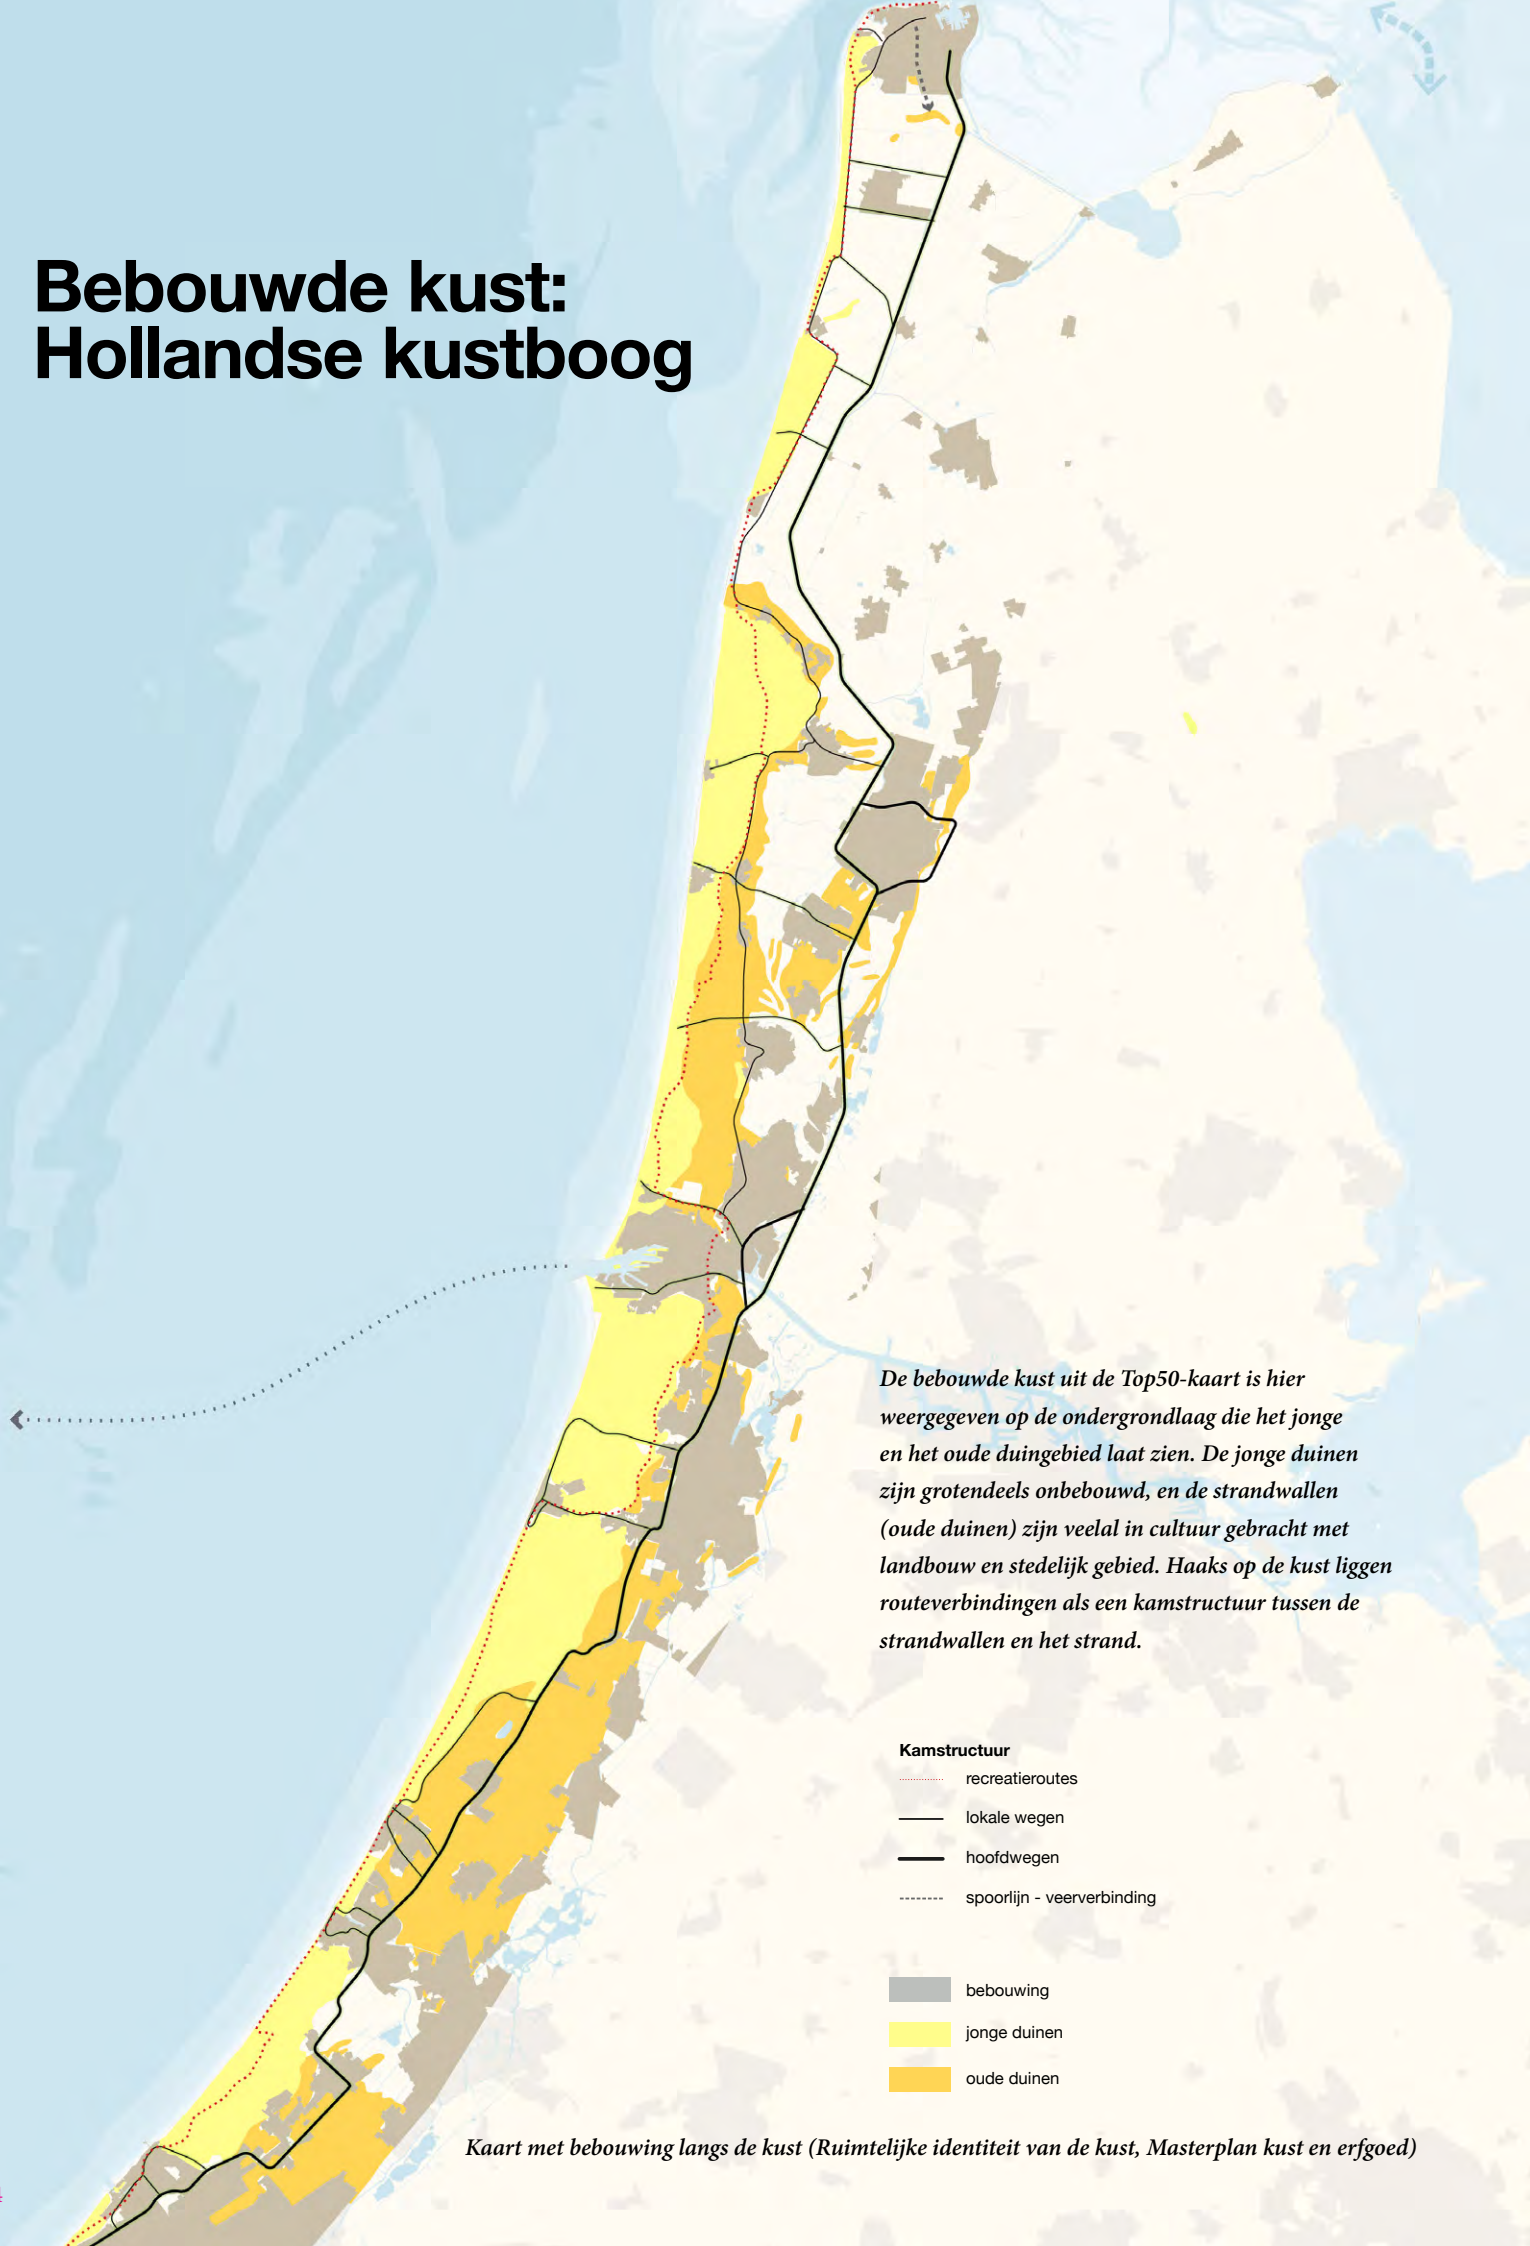 Bebouwde kust:
Hollandse kustboog
De bebouwde kust uit de Top50-kaart is hier
weergegeven op de ondergrondlaag die het jonge
en het oude duingebied laat zien. De jonge duinen
zijn grotendeels onbebouwd, en de strandwallen
(oude duinen) zijn veelal in cultuur gebracht met
landbouw en stedelijk gebied. Haaks op de kust liggen
routeverbindingen als een kamstructuur tussen de
strandwallen en het strand.
Kamstructuur
recreatieroutes
lokale wegen
hoofdwegen
spoorlijn - veerverbinding
bebouwing
jonge duinen
oude duinen
Kaart met bebouwing langs de kust (Ruimtelijke identiteit van de kust, Masterplan kust en erfgoed)